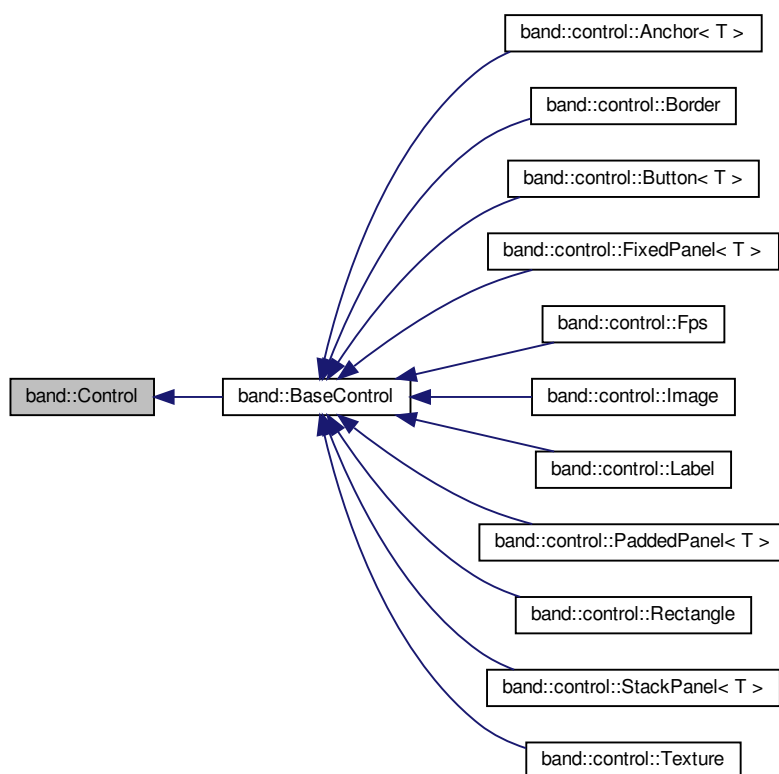 band::control::Anchor< T >
band::control::Border
band::control::Button< T >
band::control::FixedPanel< T >
band::control::Fps
band::Control
band::BaseControl
band::control::Image
band::control::Label
band::control::PaddedPanel< T >
band::control::Rectangle
band::control::StackPanel< T >
band::control::Texture